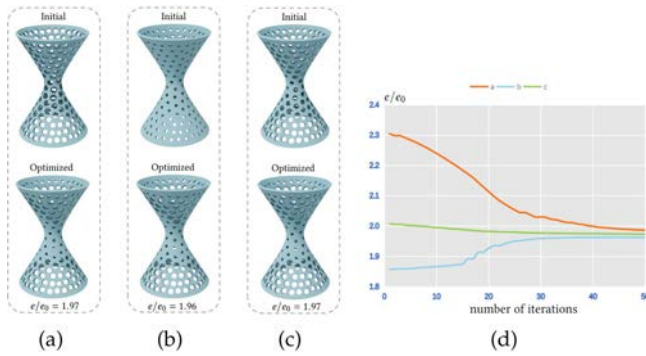 Initial
Optimized
e/e₀ = 1.97
(a)
Initial
Optimized
e/e₀ = 1.96
(b)
Initial
Optimized
e/e₀ = 1.97
(c)
a b c
e/e₀
2.4
2.3
2.2
2.1
2.0
1.9
1.8
0 10 20 30 40 50
number of iterations
(d)